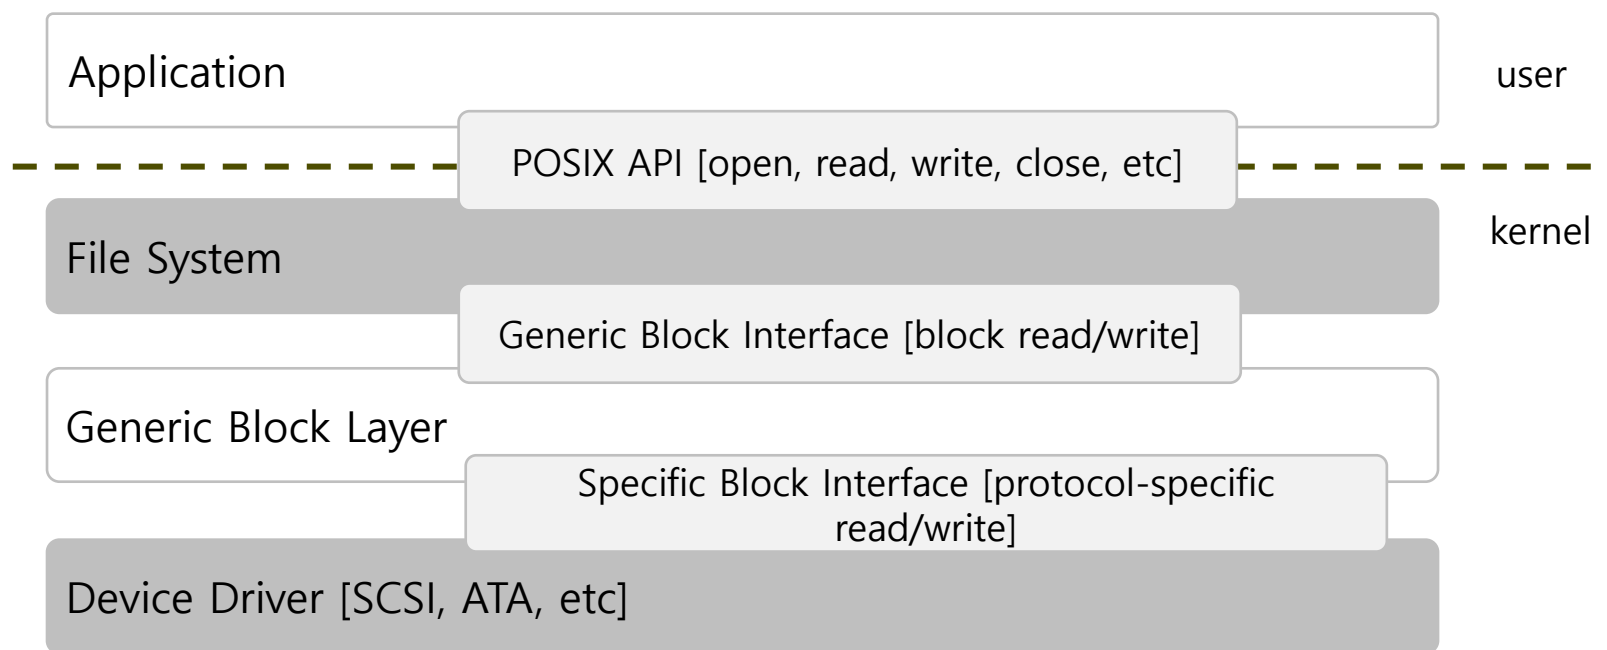 Application
user
POSIX API [open, read, write, close, etc]
kernel
File System
Generic Block Interface [block read/write]
Generic Block Layer
Specific Block Interface [protocol-specific
read/write]
Device Driver [SCSI, ATA, etc]